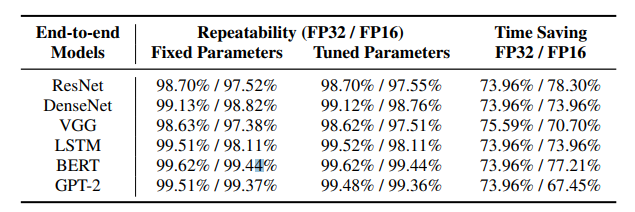 End-to-end Repeatability (FP32 / FP16) Time Saving
Models Fixed Parameters Tuned Parameters FP32 / FP16
ResNet 98.70% / 97.52% 98.70% / 97.55% 73.96% / 78.30%
DenseNet 99.13% / 98.82% 99.12% / 98.76% 73.96% / 73.96%
VGG 98.63% / 97.38% 98.62% / 97.51% 75.59% / 70.70%
LSTM 99.51% / 98.11% 99.52% / 98.11% 73.96% / 73.96%
BERT 99.62% / 99.44% 99.62% / 99.44% 73.96% / 77.21%
GPT-2 99.51% / 99.37% 99.48% / 99.36% 73.96% / 67.45%